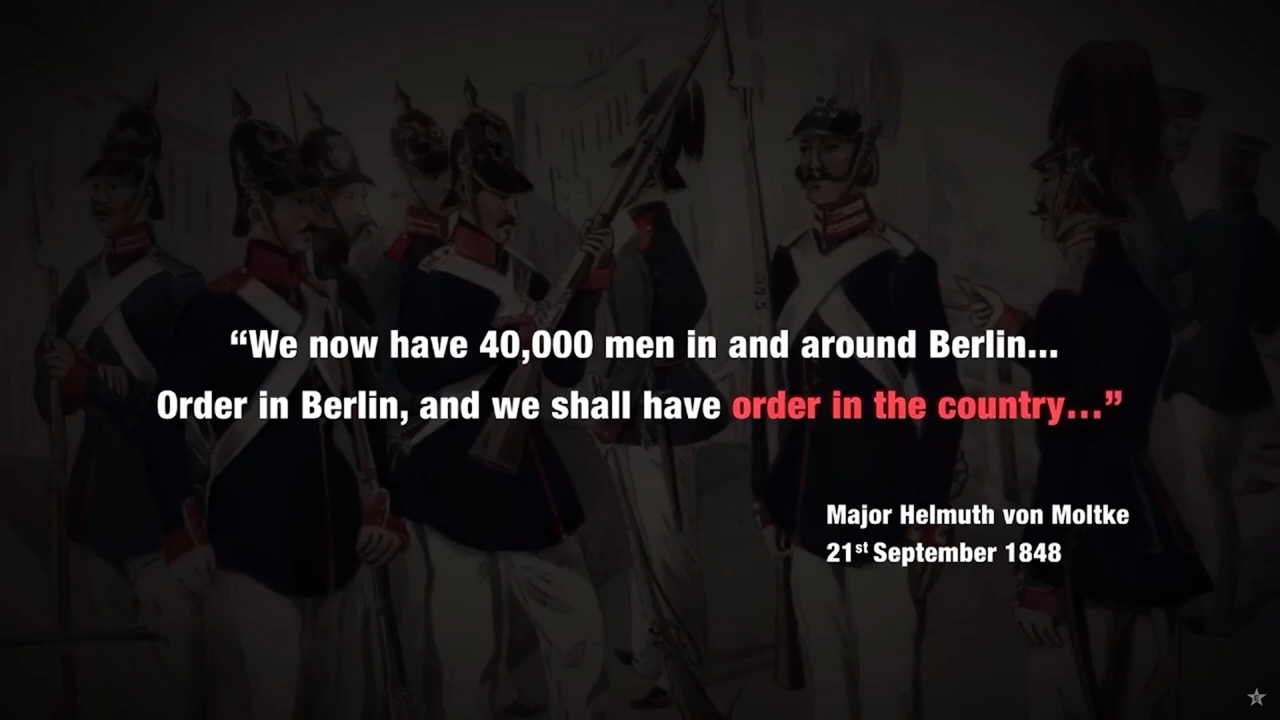 “We now have 40,000 men in and around Berlin...
Order in Berlin, and we shall have order in the country...”
Major Helmuth von Moltke
21st September 1848